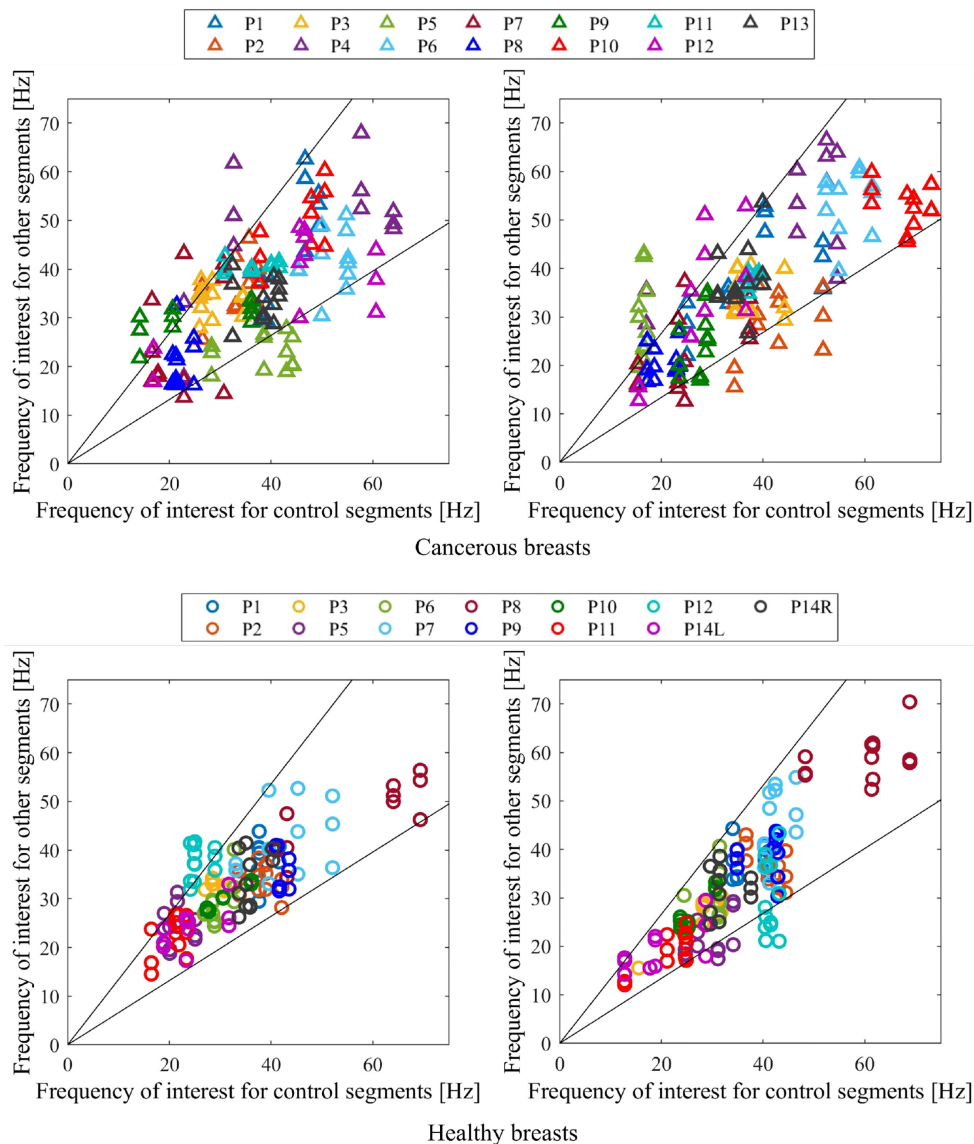 P1 P3 P5 P7 P9 P11 P13
P2 P4 P6 P8 P10 P12
Frequency of interest for other segments [Hz]
70
60
50
40
30
20
10
0
0 20 40 60
Frequency of interest for control segments [Hz]
Frequency of interest for other segments [Hz]
70
60
50
40
30
20
10
0
0 20 40 60
Frequency of interest for control segments [Hz]
Cancerous breasts
P1 P3 P6 P8 P10 P12 P14R
P2 P5 P7 P9 P11 P14L
Frequency of interest for other segments [Hz]
70
60
50
40
30
20
10
0
0 20 40 60
Frequency of interest for control segments [Hz]
Frequency of interest for other segments [Hz]
70
60
50
40
30
20
10
0
0 20 40 60
Frequency of interest for control segments [Hz]
Healthy breasts